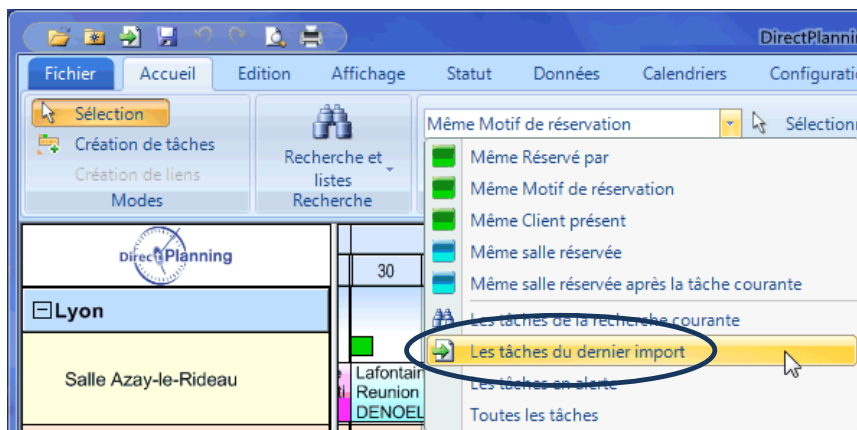 DirectPlannin
Fichier Accueil Edition Affichage Statut Données Calendriers Configurati
Sélection
Création de tâches
Création de liens
Modes
Recherche et
listes
Recherche
Même Motif de réservation Sélectionn
Même Réservé par
Même Motif de réservation
Même Client présent
Même salle réservée
Même salle réservée après la tâche courante
Les tâches de la recherche courante
Les tâches du dernier import
Les tâches en alerte
Toutes les tâches
DirectPlanning
30
Lyon
Salle Azay-le-Rideau
Lafontain
Reunion
DENOEL